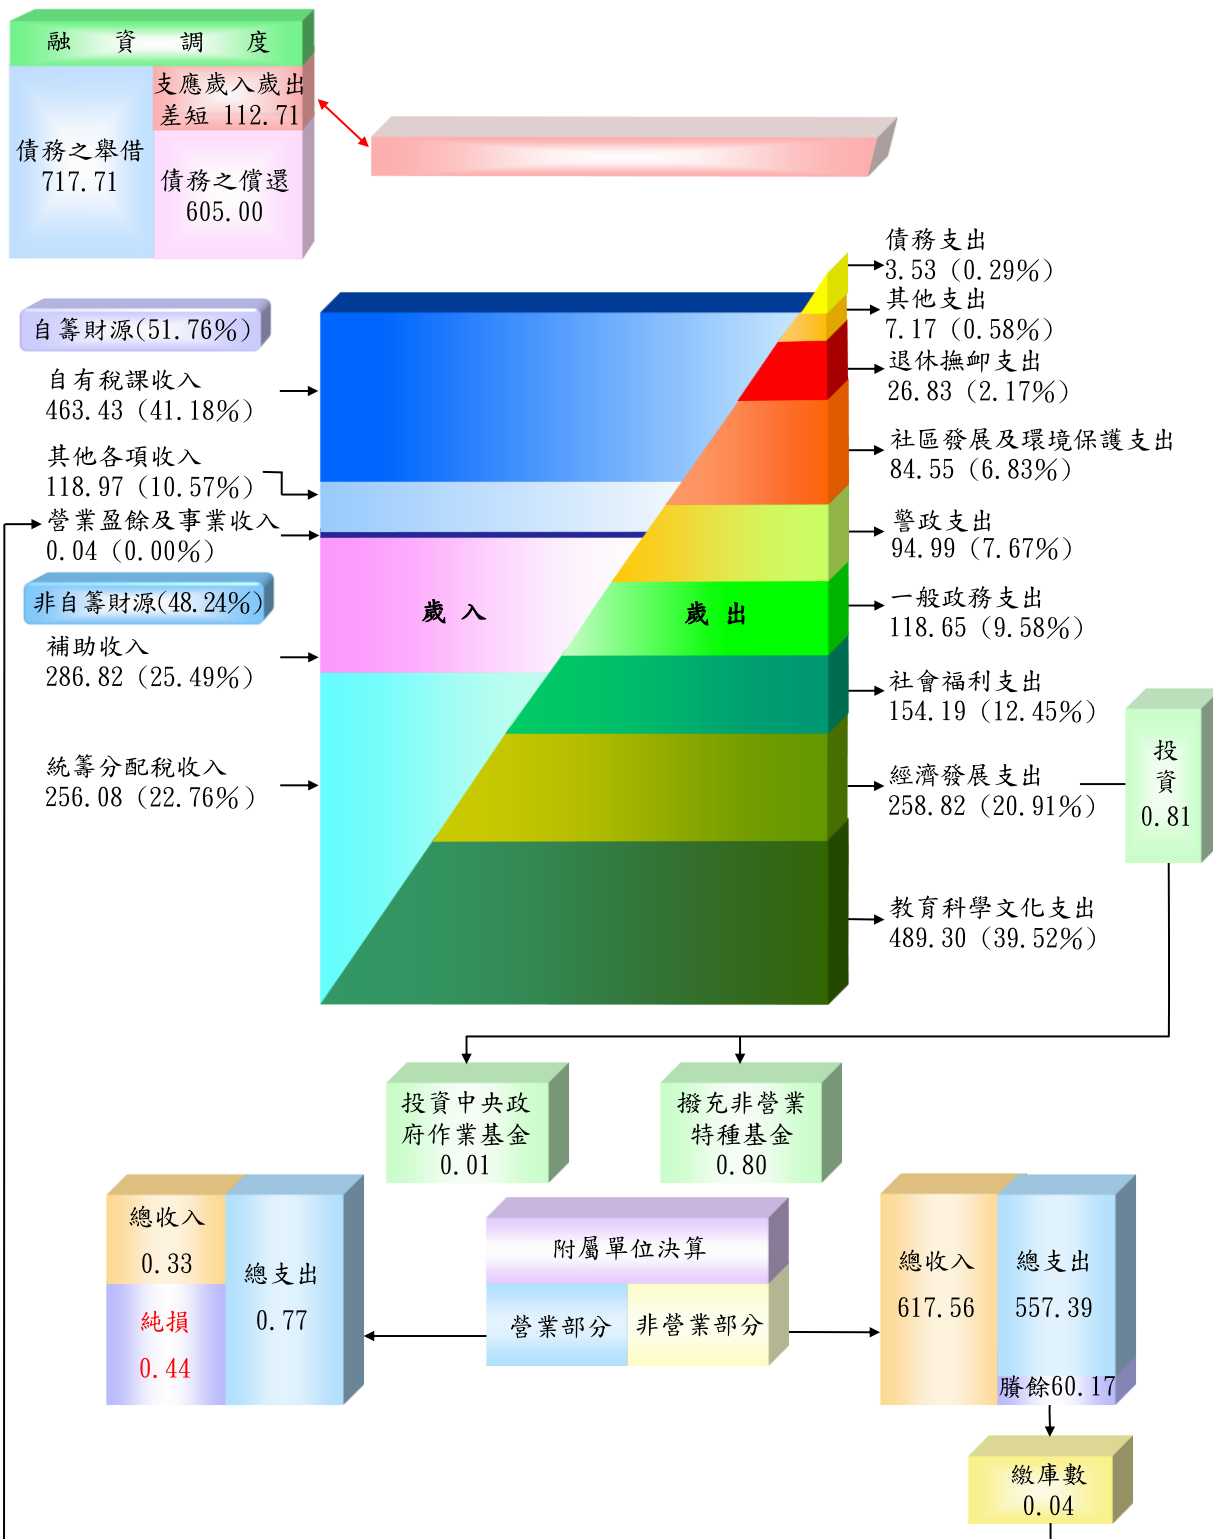 融資調度
支應歲入歲出
差短 112.71
債務之舉借
717.71
債務之償還
605.00
債務支出
3.53 (0.29%)
其他支出
7.17 (0.58%)
退休撫卹支出
26.83 (2.17%)
社區發展及環境保護支出
84.55 (6.83%)
警政支出
94.99 (7.67%)
一般政務支出
118.65 (9.58%)
社會福利支出
154.19 (12.45%)
經濟發展支出
258.82 (20.91%)
教育科學文化支出
489.30 (39.52%)
自籌財源(51.76%)
自有稅課收入
463.43 (41.18%)
其他各項收入
118.97 (10.57%)
營業盈餘及事業收入
0.04 (0.00%)
非自籌財源(48.24%)
補助收入
286.82 (25.49%)
統籌分配稅收入
256.08 (22.76%)
歲入
歲出
投
資
0.81
投資中央政
府作業基金
0.01
撥充非營業
特種基金
0.80
總收入
0.33
純損
0.44
總支出
0.77
附屬單位決算
營業部分
非營業部分
總收入
617.56
總支出
557.39
賸餘60.17
繳庫數
0.04